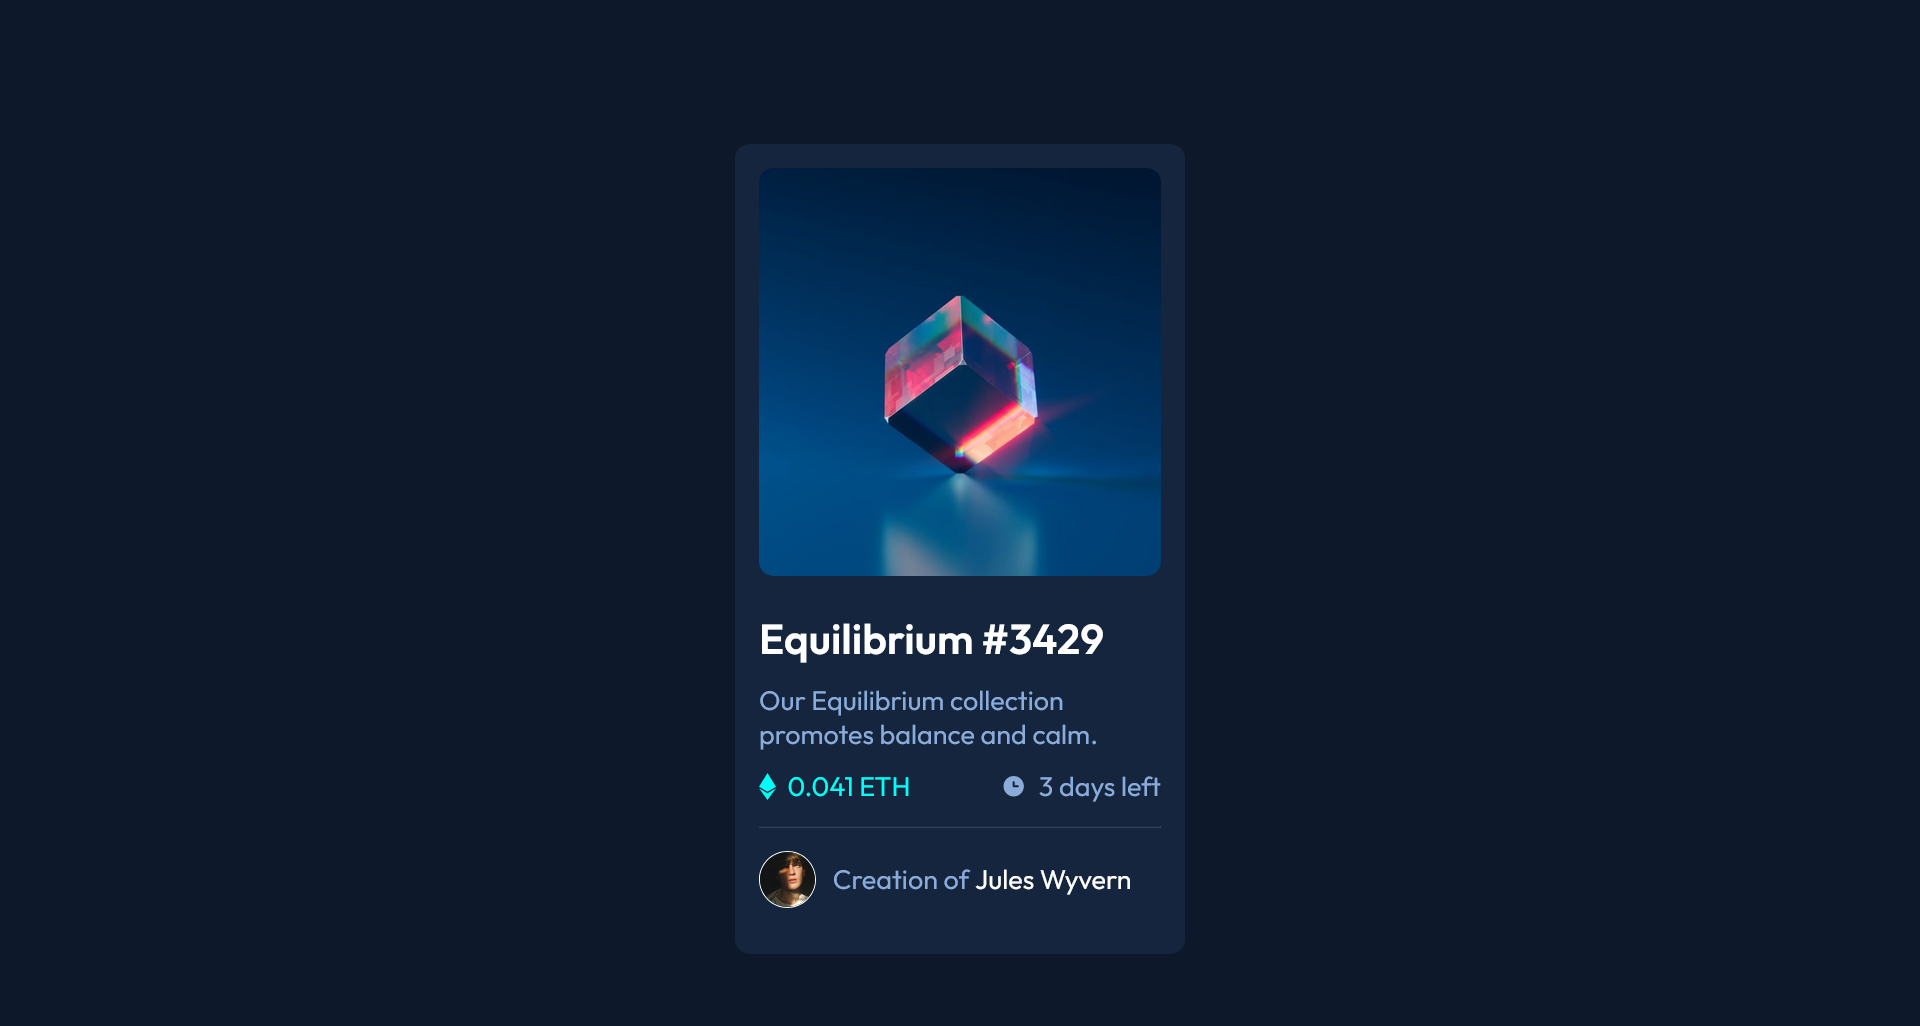 Equilibrium #3429
Our Equilibrium collection
promotes balance and calm.
0.041 ETH
3 days left
Creation of Jules Wyvern